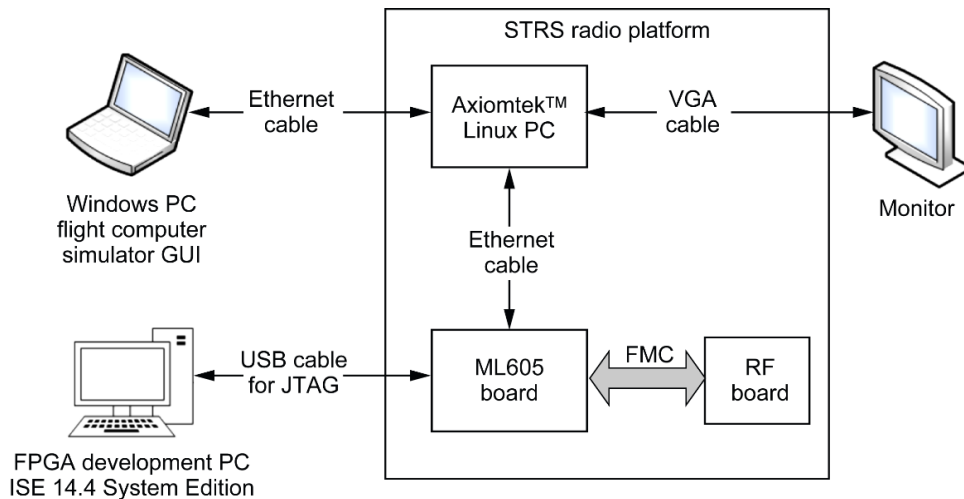 STRS radio platform
Ethernet
cable
Axiomtek™
Linux PC
VGA
cable
Windows PC
flight computer
simulator GUI
Monitor
Ethernet
cable
USB cable
for JTAG
ML605
board
FMC
RF
board
FPGA development PC
ISE 14.4 System Edition